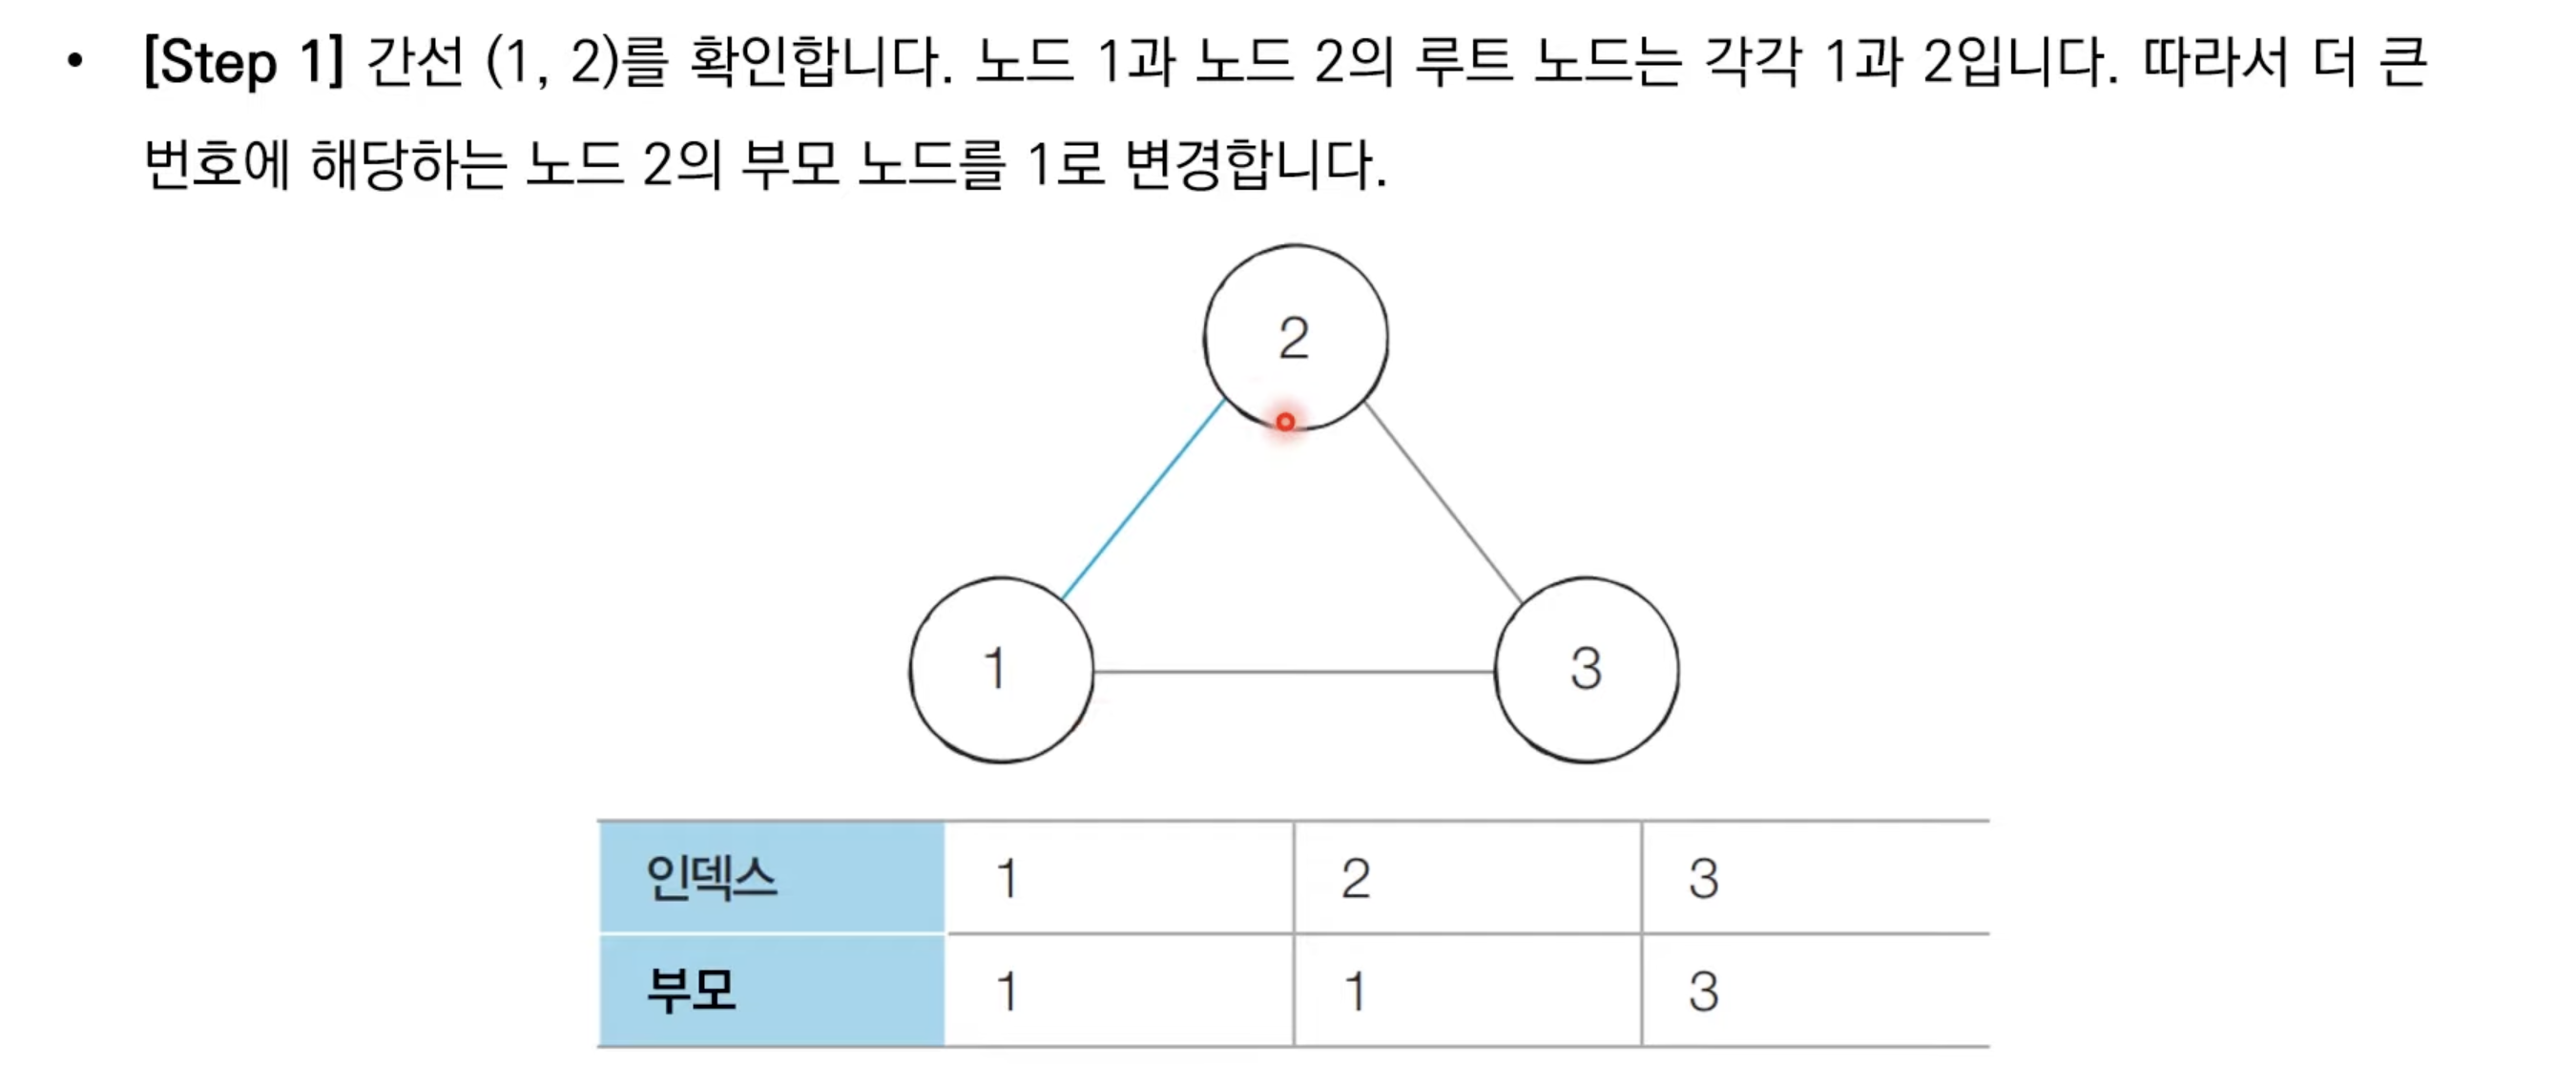 • [Step 1] 간선 (1, 2)를 확인합니다. 노드 1과 노드 2의 루트 노드는 각각 1과 2입니다. 따라서 더 큰
번호에 해당하는 노드 2의 부모 노드를 1로 변경합니다.
2
1 3
인덱스 1 2 3
부모 1 1 3